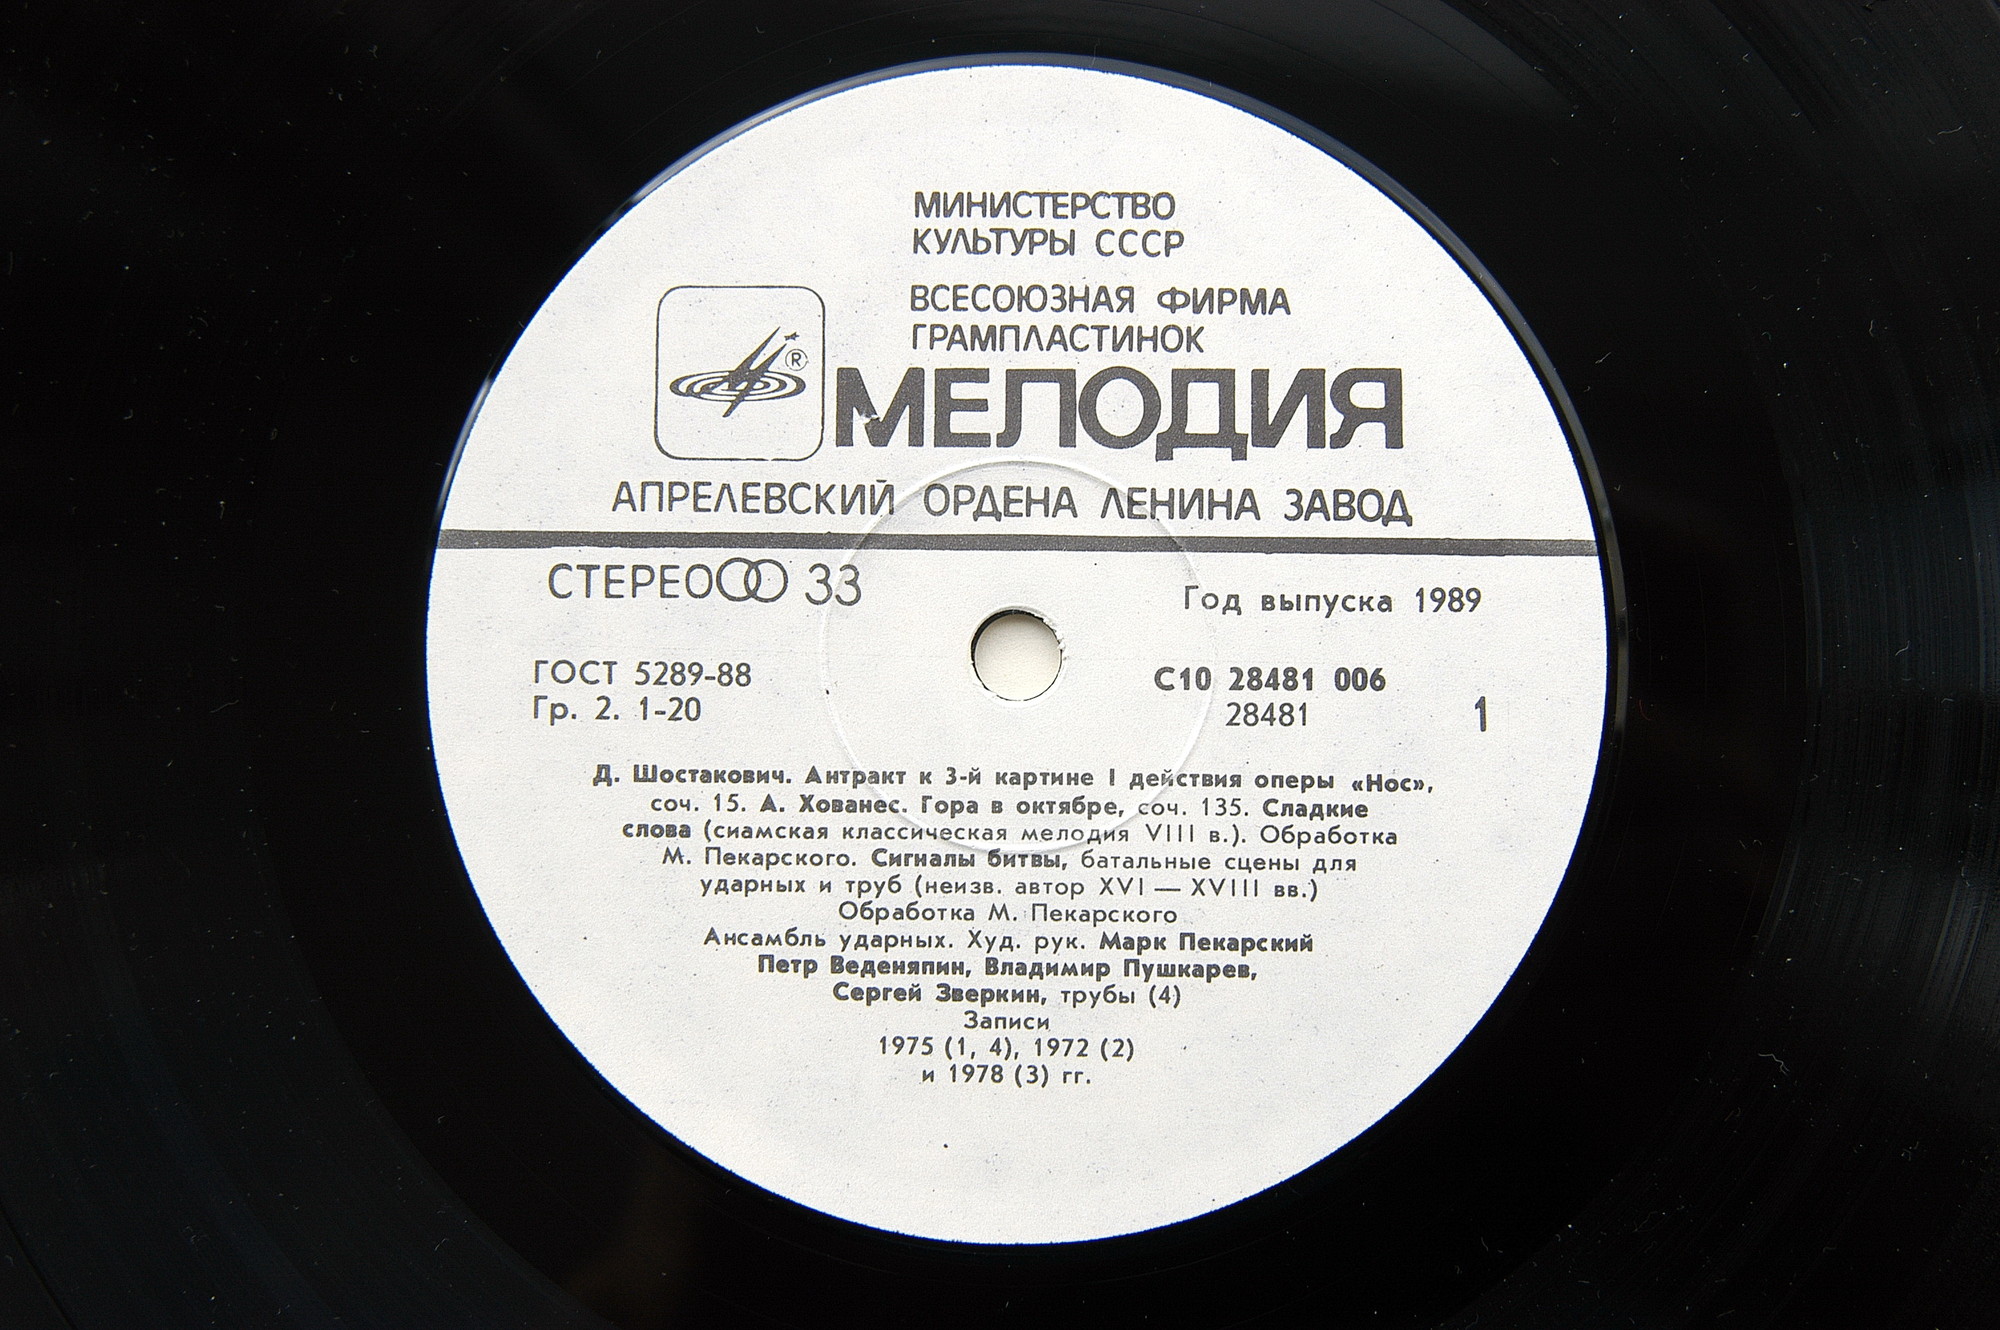 МИНИСТЕРСТВО
КУЛЬТУРЫ СССР
ВСЕСОЮЗНАЯ ФИРМА
ГРАМПЛАСТИНОК
®
МЕЛОДИЯ
АПРЕЛЕВСКИЙ ОРДЕНА ЛЕНИНА ЗАВОД
СТЕРЕО 33
Год выпуска 1989
ГОСТ 5289-88
Гр. 2. 1-20
С10 28481 006
28481
1
Д. Шостакович. Антракт к 3-й картине I действия оперы «Нос»,
соч. 15. А. Хованес. Гора в октябре, соч. 135. Сладкие
слова (сиамская классическая мелодия VIII в.). Обработка
М. Пекарского. Сигналы битвы, батальные сцены для
ударных и труб (неизв. автор XVI — XVIII вв.)
Обработка М. Пекарского
Ансамбль ударных. Худ. рук. Марк Пекарский
Петр Веденяпин, Владимир Пушкарев,
Сергей Зверкин, трубы (4)
Записи
1975 (1, 4), 1972 (2)
и 1978 (3) гг.